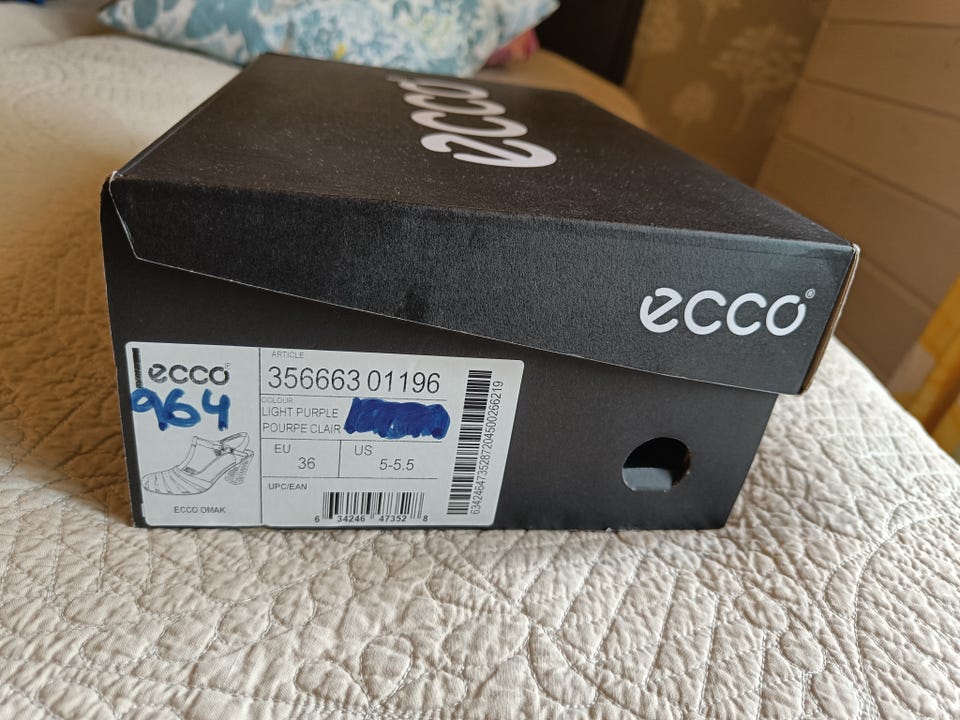 ecco
ecco®
ecco®
964
ECCO OMAK
ARTICLE
356663 01196
COLOUR
LIGHT PURPLE
POURPE CLAIR
EU
36
US
5-5.5
UPC/EAN
6 34246 47352 8
6342464735287204500266219